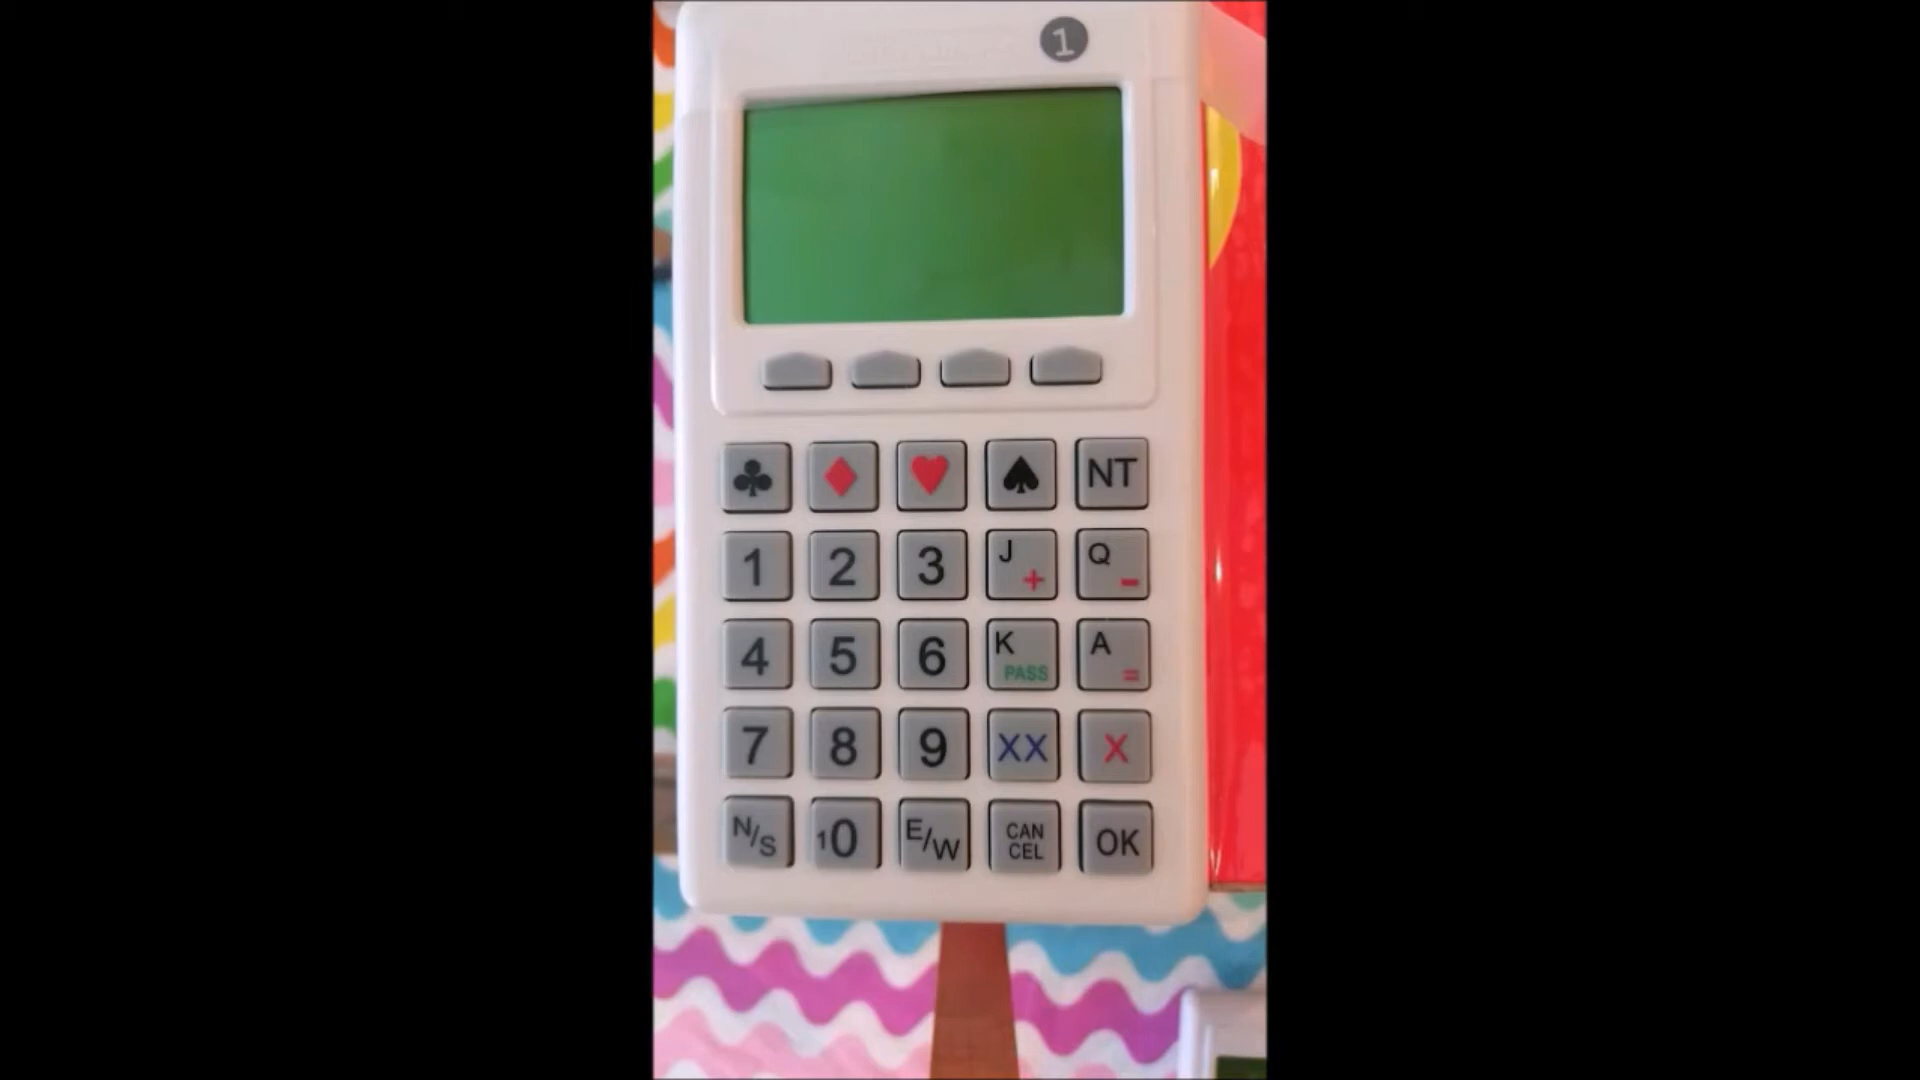 1
NT
1 2 3 J + Q -
4 5 6 K PASS A =
7 8 9 XX X
N/S 10 E/W CAN CEL OK